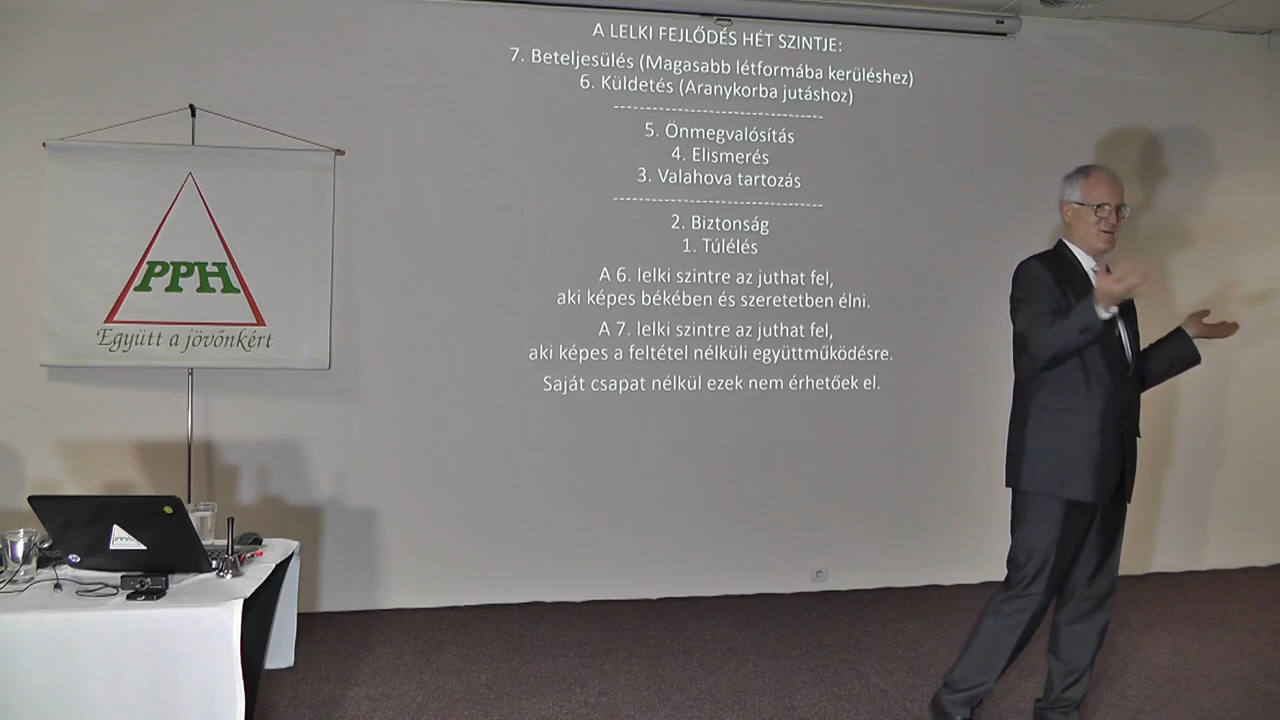 A LELKI FEJLŐDÉS HÉT SZINTJE:
7. Beteljesülés (Magasabb létformába kerüléshez)
6. Küldetés (Aranykorba jutáshoz)
---------------------------------
5. Önmegvalósítás
4. Elismerés
3. Valahova tartozás
---------------------------------
2. Biztonság
1. Túlélés
A 6. lelki szintre az juthat fel,
aki képes békében és szeretetben élni.
A 7. lelki szintre az juthat fel,
aki képes a feltétel nélküli együttműködésre.
Saját csapat nélkül ezek nem érhetőek el.
PPH
Együtt a jövőnkért